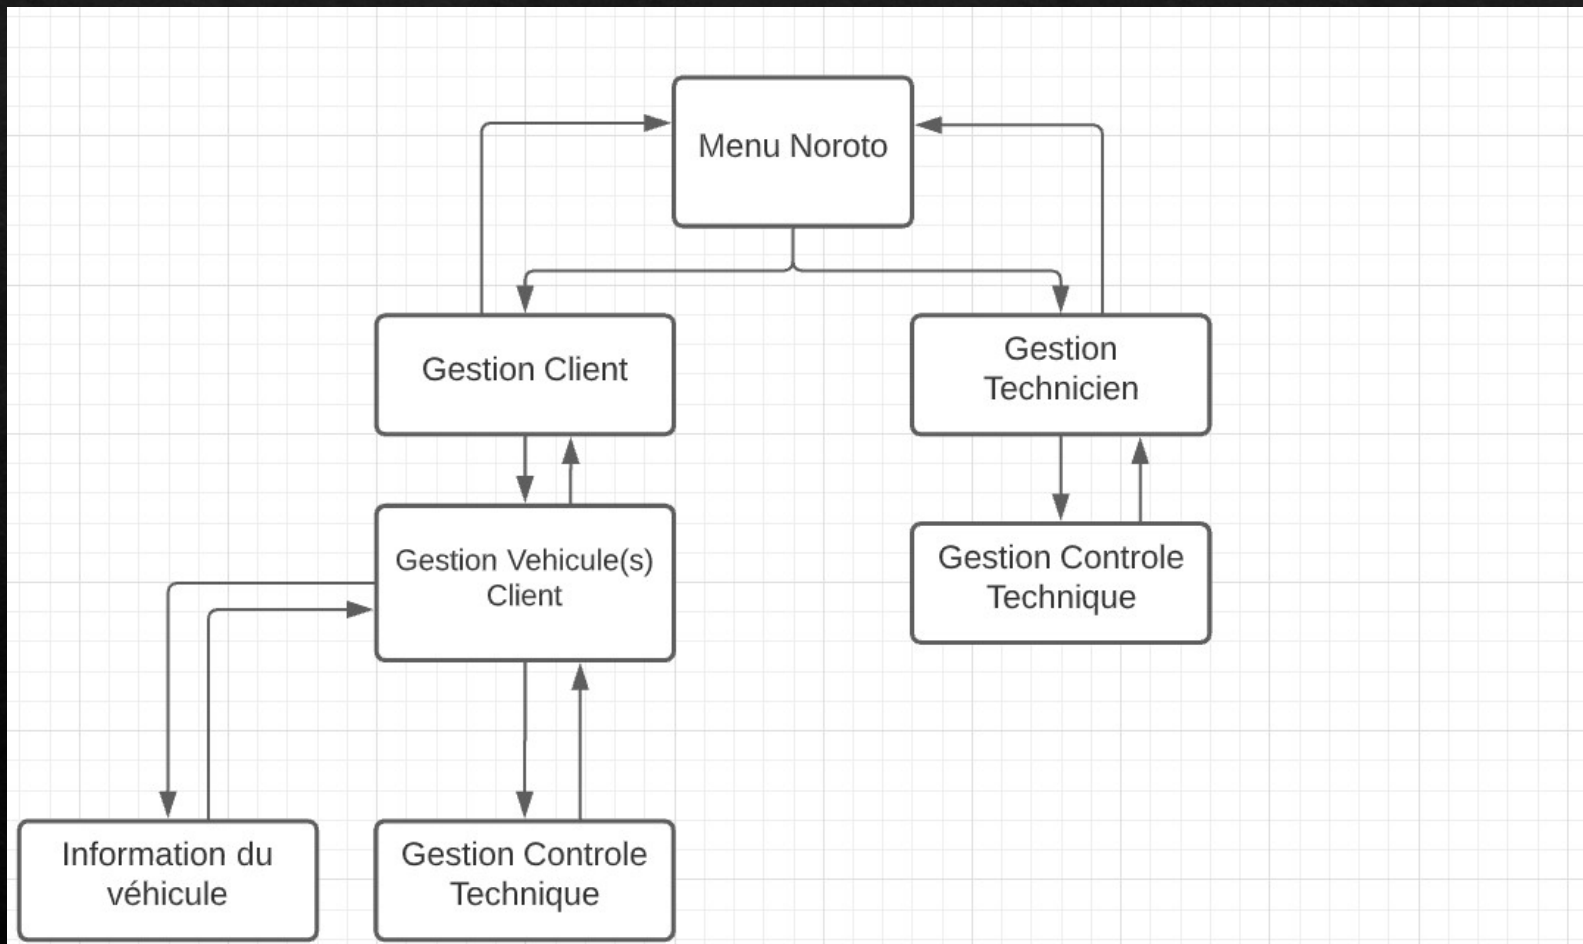 Menu Noroto
Gestion Client
Gestion
Technicien
Gestion Vehicule(s)
Client
Gestion Controle
Technique
Information du
véhicule
Gestion Controle
Technique